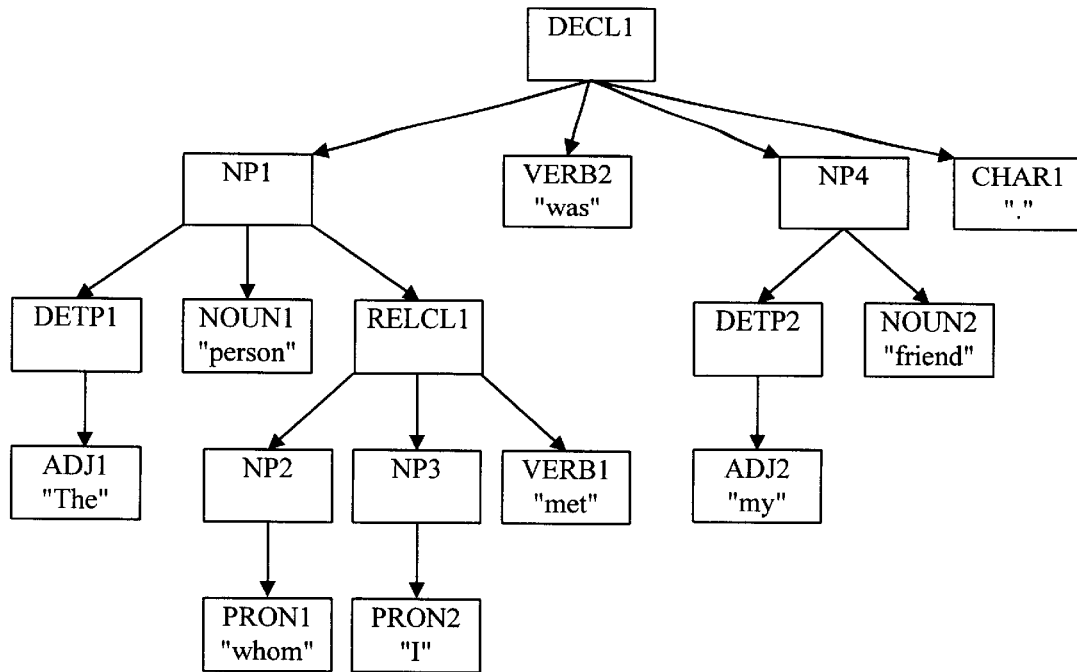 DECL1
NP1
VERB2
"was"
NP4
CHAR1
"."
DETP1
NOUN1
"person"
RELCL1
DETP2
NOUN2
"friend"
ADJ1
"The"
NP2
NP3
VERB1
"met"
ADJ2
"my"
PRON1
"whom"
PRON2
"I"